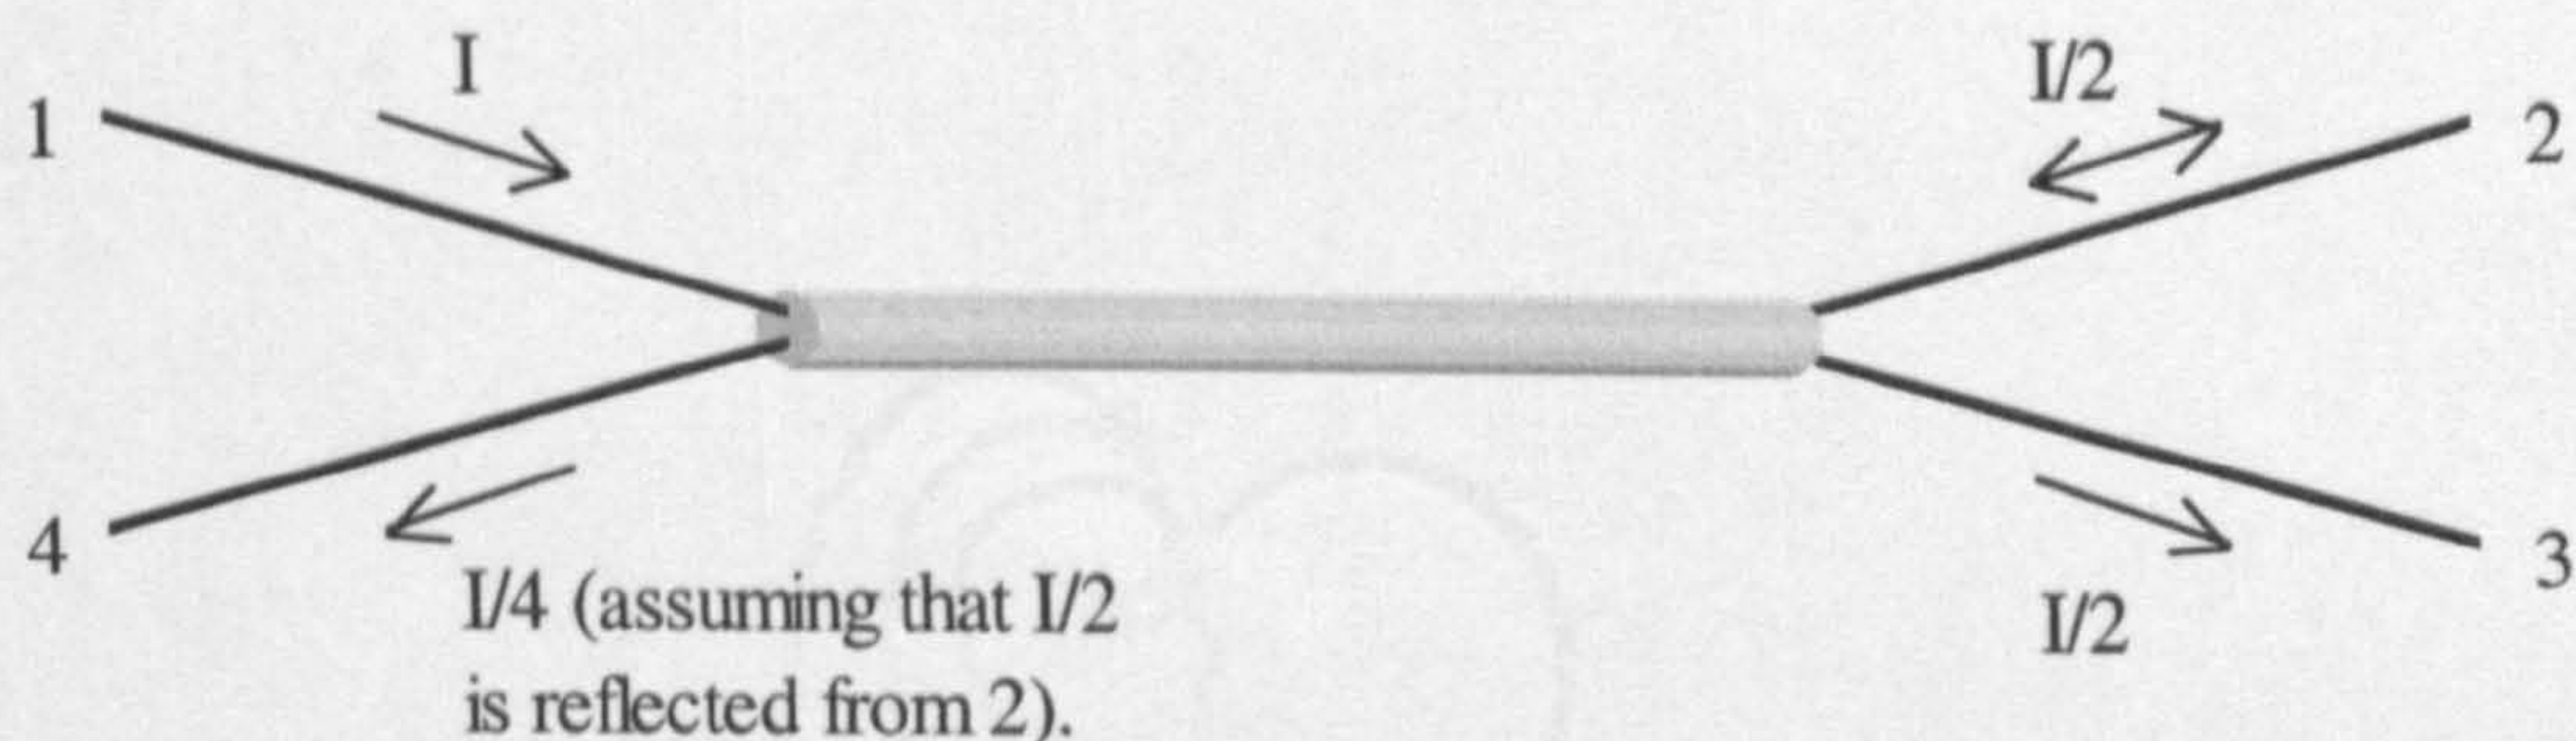 I
I/2
1
2
4
3
I/4 (assuming that I/2
is reflected from 2).
I/2